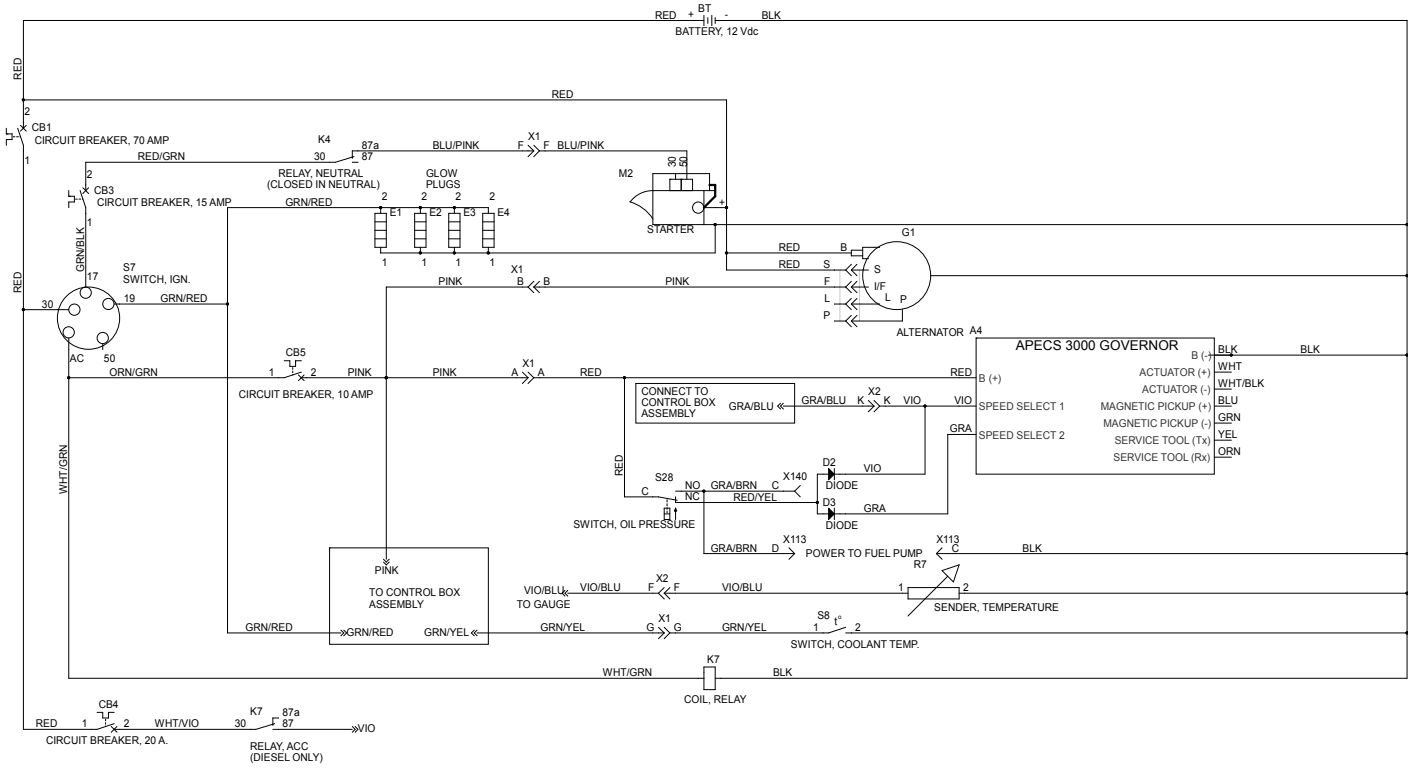 RED + BT - BLK
BATTERY, 12 Vdc
RED
RED
2
CB1
CIRCUIT BREAKER, 70 AMP
1
K4
87a
30 87
RED/GRN
RELAY, NEUTRAL
(CLOSED IN NEUTRAL)
BLU/PINK F X1 F BLU/PINK
2
CB3
CIRCUIT BREAKER, 15 AMP
1
GRN/BLK
GLOW
PLUGS
GRN/RED
2 2 2 2
E1 E2 E3 E4
1 1 1 1
M2
30
50
+
STARTER
G1
RED B
RED S S
X1
PINK B B PINK F I/F
L L P
P
ALTERNATOR
S7
SWITCH, IGN.
17
RED
30
19 GRN/RED
AC 50
ORN/GRN 1 CB5 2 PINK
CIRCUIT BREAKER, 10 AMP
PINK A X1 A RED
RED
A4
APECS 3000 GOVERNOR
B (+)
B (-) BLK BLK
ACTUATOR (+) WHT
ACTUATOR (-) WHT/BLK
SPEED SELECT 1
MAGNETIC PICKUP (+) BLU
MAGNETIC PICKUP (-) GRN
SPEED SELECT 2
SERVICE TOOL (Tx) YEL
SERVICE TOOL (Rx) ORN
CONNECT TO
CONTROL BOX
ASSEMBLY
GRA/BLU
GRA/BLU K X2 K VIO VIO
GRA
WHT/GRN
RED
S28
C
NO GRA/BRN C X140
NC RED/YEL
SWITCH, OIL PRESSURE
D2 VIO
DIODE
D3 GRA
DIODE
GRA/BRN D X113 POWER TO FUEL PUMP X113 C BLK
PINK
TO CONTROL BOX
ASSEMBLY
GRN/RED GRN/RED GRN/YEL
VIO/BLU
TO GAUGE
VIO/BLU F X2 F VIO/BLU
R7
1 2
SENDER, TEMPERATURE
GRN/YEL G X1 G GRN/YEL
S8
1 t° 2
SWITCH, COOLANT TEMP.
WHT/GRN K7 BLK
COIL, RELAY
RED 1 CB4 2 WHT/VIO
CIRCUIT BREAKER, 20 A.
K7
87a
30 87
VIO
RELAY, ACC
(DIESEL ONLY)